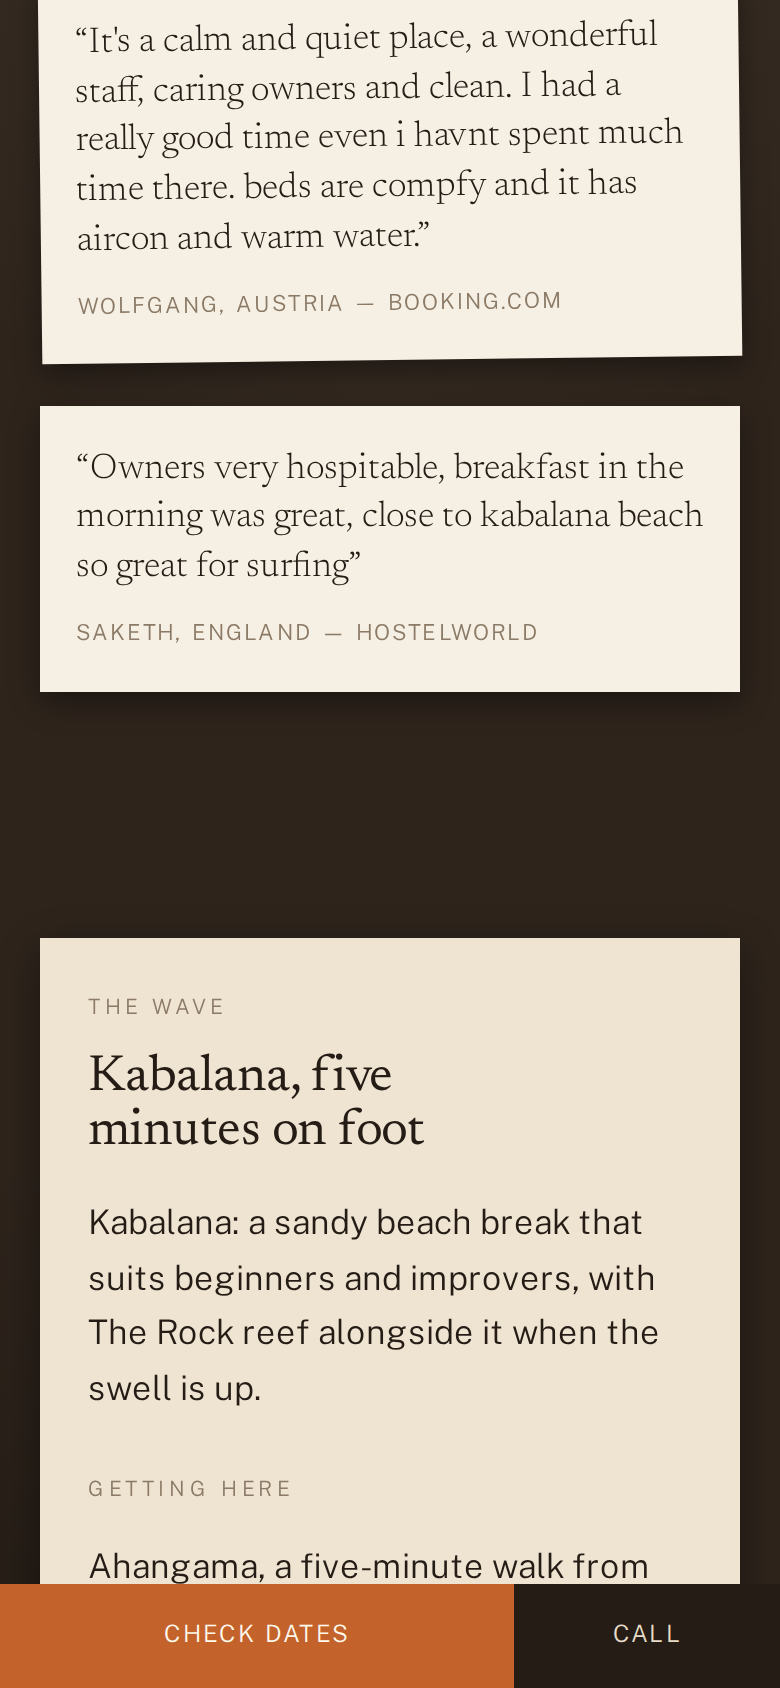 “It's a calm and quiet place, a wonderful
staff, caring owners and clean. I had a
really good time even i havnt spent much
time there. beds are compfy and it has
aircon and warm water.”
WOLFGANG, AUSTRIA — BOOKING.COM
“Owners very hospitable, breakfast in the
morning was great, close to kabalana beach
so great for surfing”
SAKETH, ENGLAND — HOSTELWORLD
THE WAVE
Kabalana, five
minutes on foot
Kabalana: a sandy beach break that
suits beginners and improvers, with
The Rock reef alongside it when the
swell is up.
GETTING HERE
Ahangama, a five-minute walk from
CHECK DATES
CALL